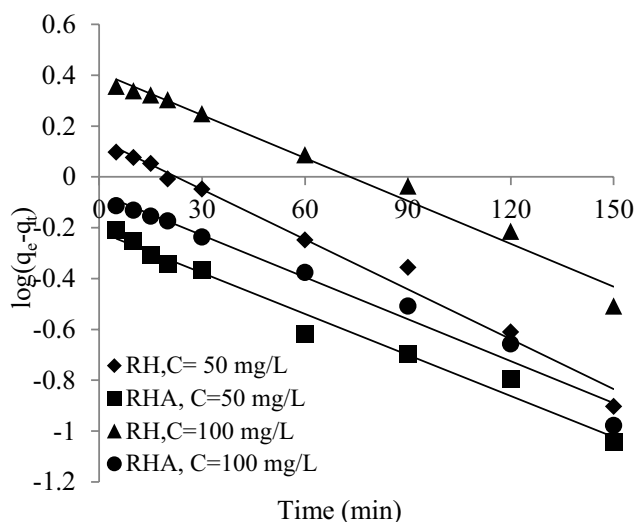 0.6
0.4
0.2
0
-0.2
-0.4
-0.6
-0.8
-1
-1.2
0 30 60 90 120 150
log(qe-qt)
RH,C= 50 mg/L
RHA, C=50 mg/L
RH,C=100 mg/L
RHA, C=100 mg/L
Time (min)